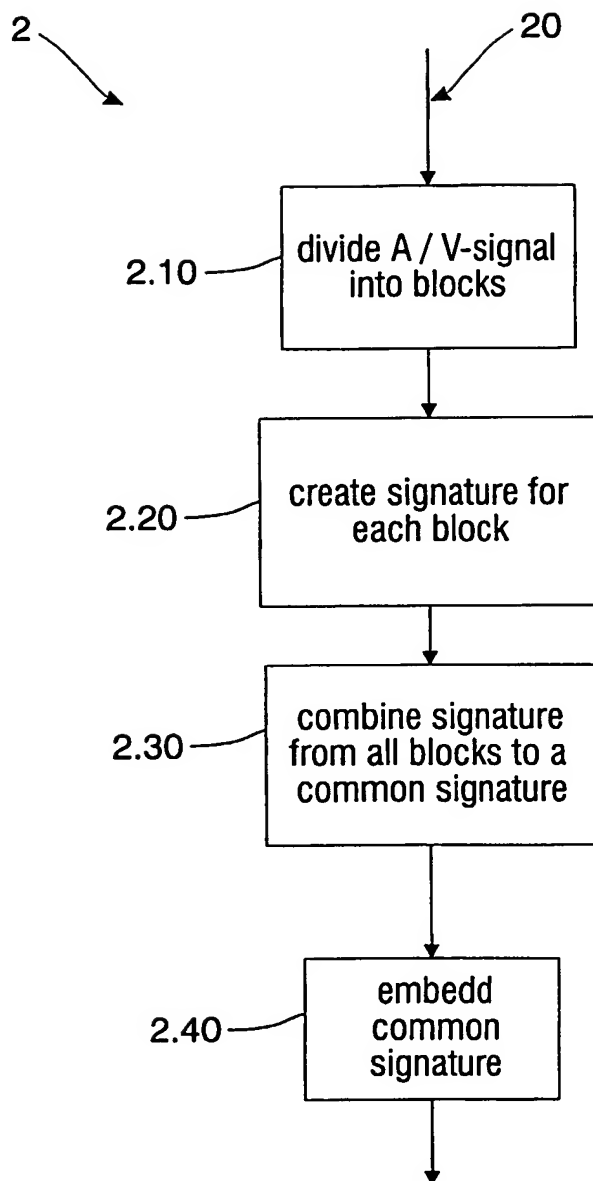 2
20
2.10
divide A / V-signal
into blocks
2.20
create signature for
each block
2.30
combine signature
from all blocks to a
common signature
2.40
embedd
common
signature